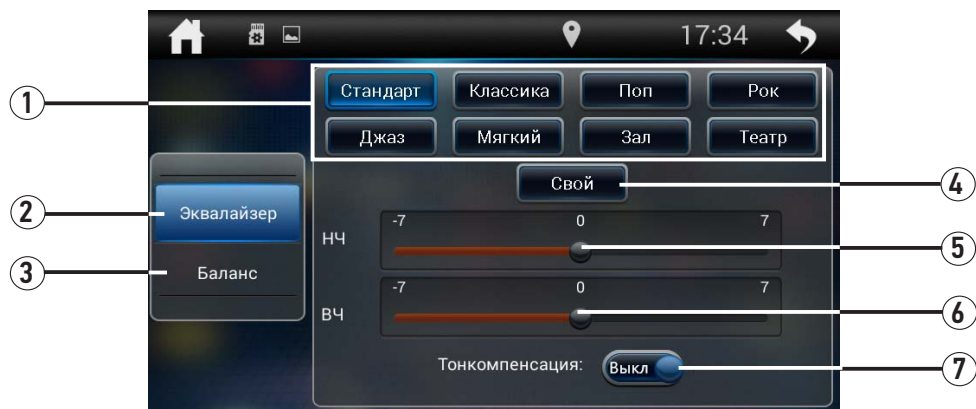 17:34
① Стандарт Классика Поп Рок
Джаз Мягкий Зал Театр
Свой ④
② Эквалайзер
-7 0 7
НЧ ⑤
③ Баланс
-7 0 7
ВЧ ⑥
Тонкомпенсация: Выкл ⑦